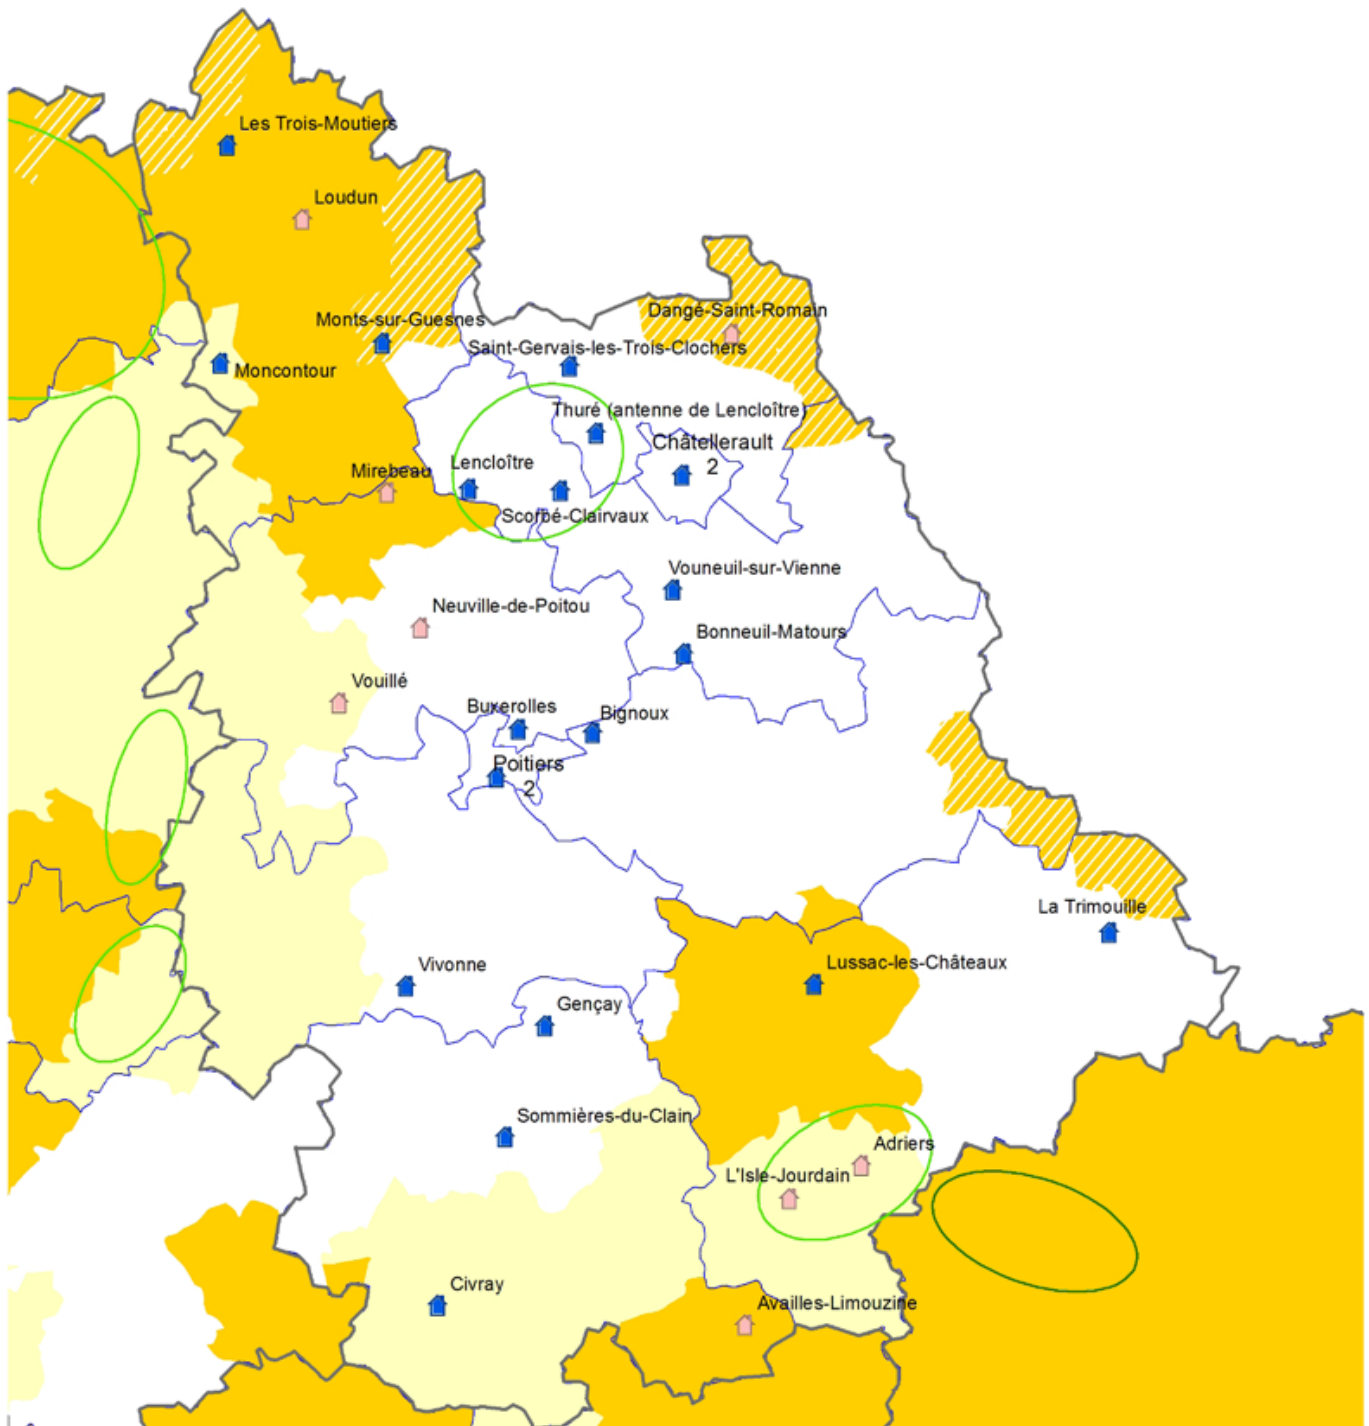 Les Trois-Moutiers
Loudun
Dangé-Saint-Romain
Monts-sur-Guesnes
Saint-Gervais-les-Trois-Clochers
Moncontour
Thuré (antenne de Lencloître)
Châtellerault
2
Lencloître
Mirebeau
Scorbé-Clairvaux
Vouneuil-sur-Vienne
Neuville-de-Poitou
Bonneuil-Matours
Vouillé
Buxerolles
Bignoux
Poitiers
2
La Trimouille
Lussac-les-Châteaux
Vivonne
Gençay
Sommières-du-Clain
Adriers
L'Isle-Jourdain
Civray
Availles-Limouzine